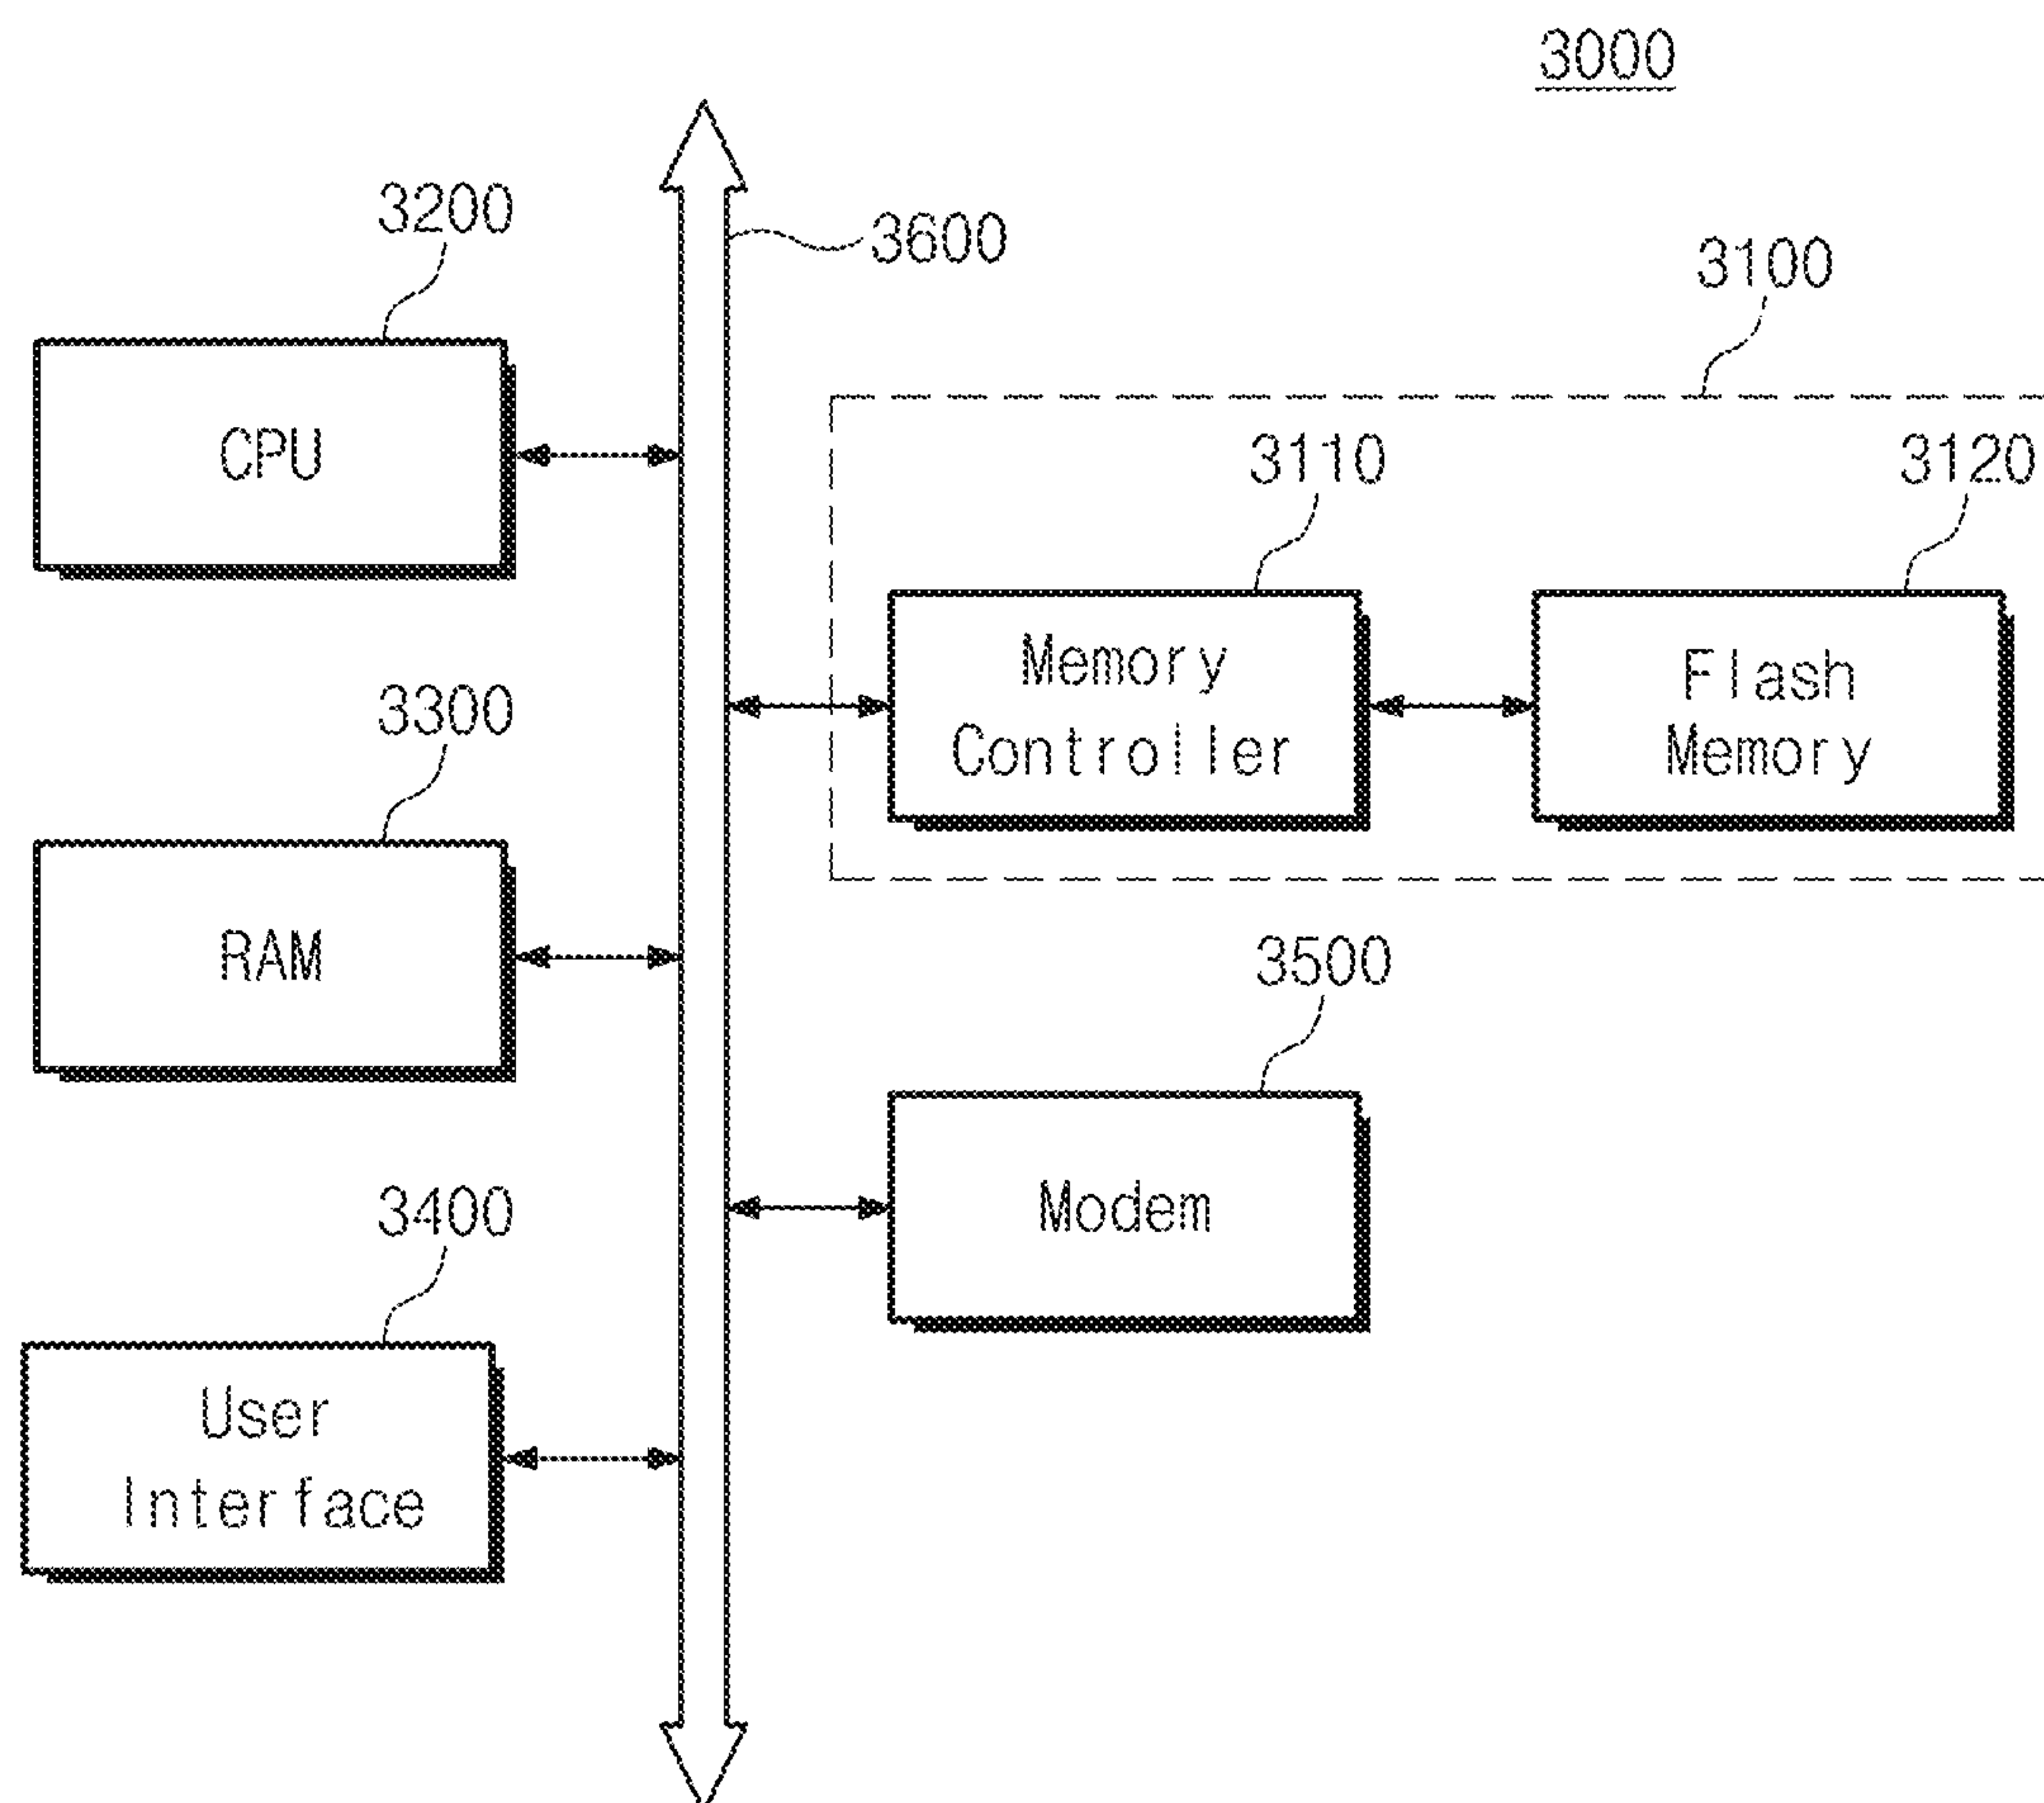 3000
3200
3600
3100
CPU
3110
3120
Memory
Controller
Flash
Memory
3300
RAM
3500
Modem
3400
User
Interface